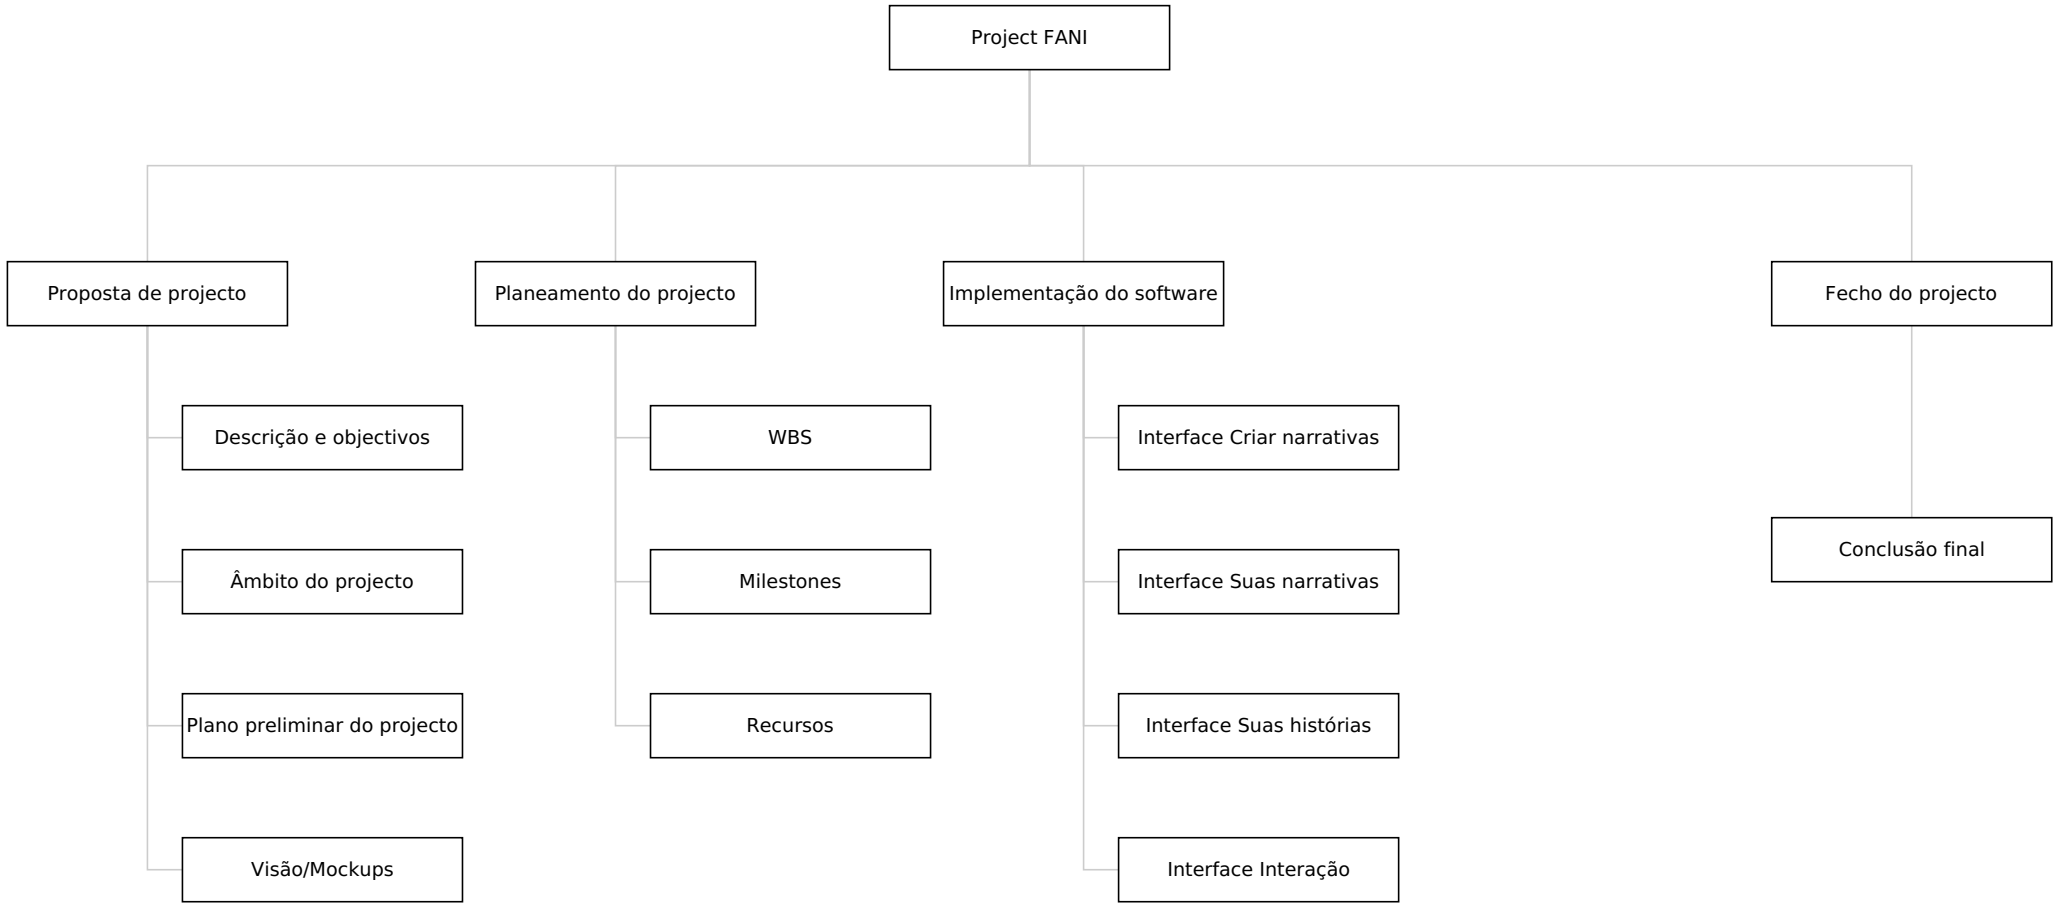 Project FANI
Proposta de projecto
Planeamento do projecto
Implementação do software
Fecho do projecto
Descrição e objectivos
WBS
Interface Criar narrativas
Conclusão final
Âmbito do projecto
Milestones
Interface Suas narrativas
Plano preliminar do projecto
Recursos
Interface Suas histórias
Visão/Mockups
Interface Interação